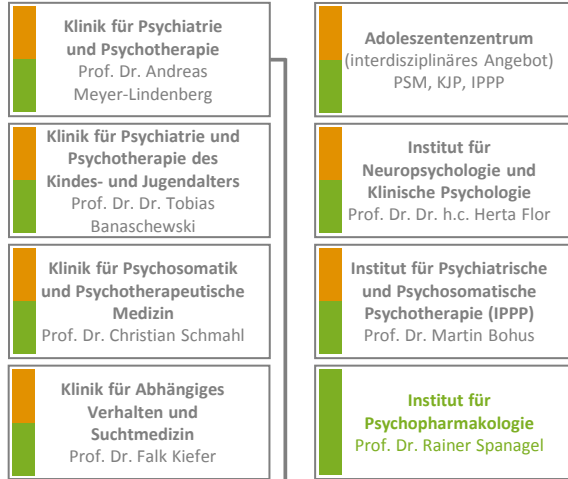 Klinik für Psychiatrie
und Psychotherapie
Prof. Dr. Andreas
Meyer-Lindenberg
Klinik für Psychiatrie und
Psychotherapie des
Kindes- und Jugendalters
Prof. Dr. Dr. Tobias
Banaschewski
Klinik für Psychosomatik
und Psychotherapeutische
Medizin
Prof. Dr. Christian Schmahl
Klinik für Abhängiges
Verhalten und
Suchtmedizin
Prof. Dr. Falk Kiefer
Adoleszentenzentrum
(interdisziplinäres Angebot)
PSM, KJP, IPPP
Institut für
Neuropsychologie und
Klinische Psychologie
Prof. Dr. Dr. h.c. Herta Flor
Institut für Psychiatrische
und Psychosomatische
Psychotherapie (IPPP)
Prof. Dr. Martin Bohus
Institut für
Psychopharmakologie
Prof. Dr. Rainer Spanagel